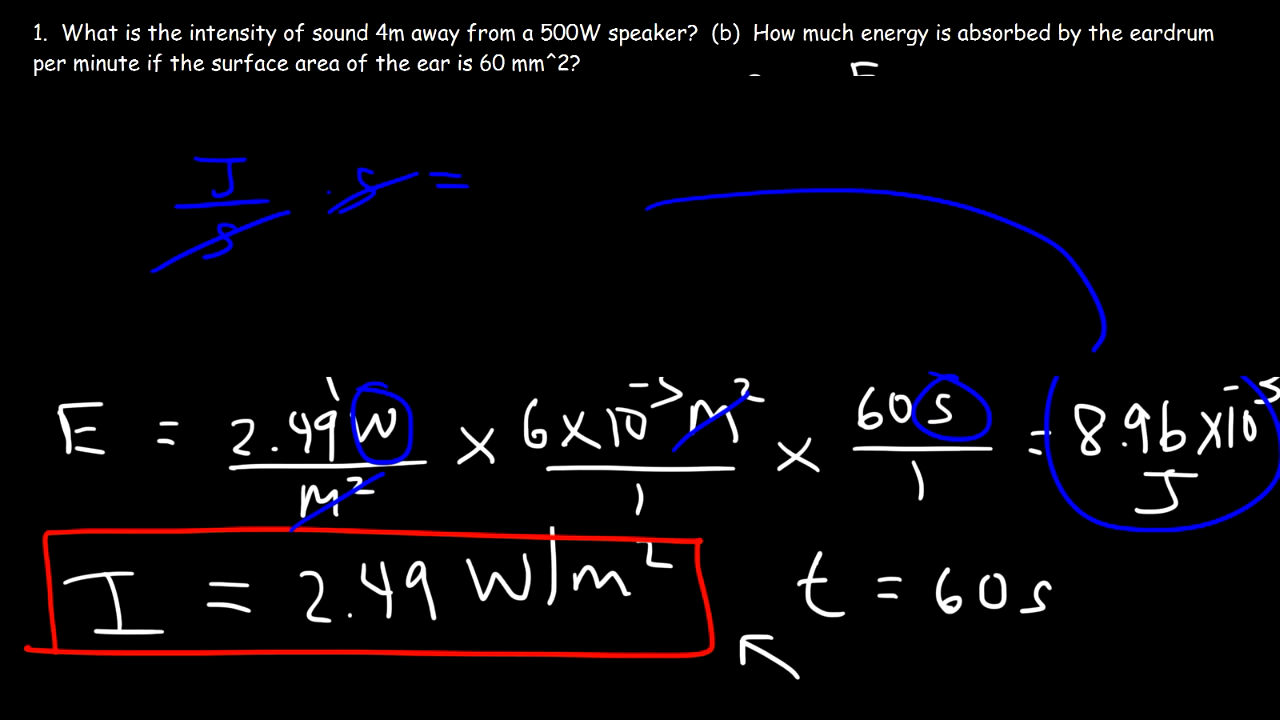 1. What is the intensity of sound 4m away from a 500W speaker? (b) How much energy is absorbed by the eardrum
per minute if the surface area of the ear is 60 mm^2?
J
/ s · s =
E = 2.49 W / m² × 6 × 10⁻⁵ m² / 1 × 60 s / 1 = 8.96 × 10⁻³ J
I = 2.49 W/m²
t = 60 s